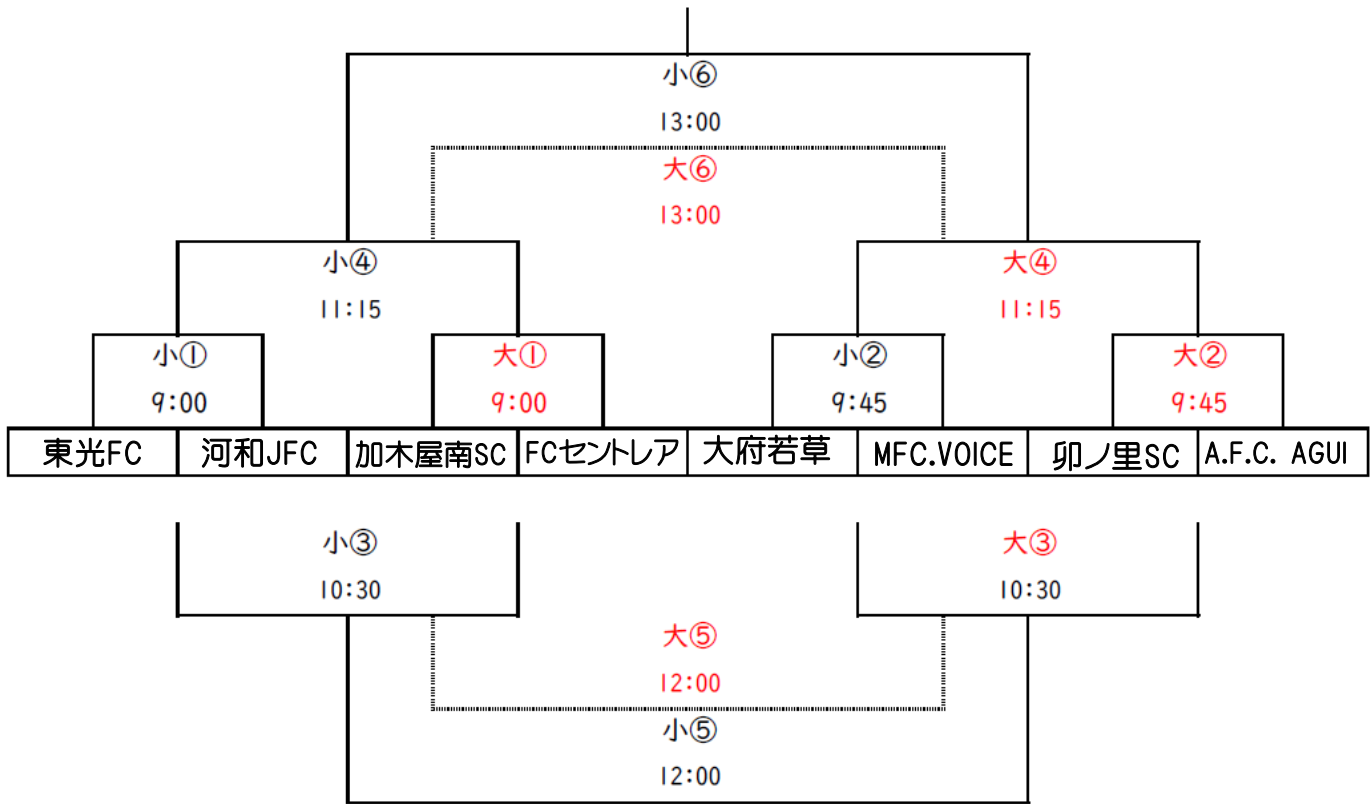 小⑥
13:00
大⑥
13:00
小④
11:15
大④
11:15
小①
9:00
大①
9:00
小②
9:45
大②
9:45
東光FC 河和JFC 加木屋南SC FCセントレア 大府若草 MFC.VOICE 卯ノ里SC A.F.C. AGUI
小③
10:30
大③
10:30
大⑤
12:00
小⑤
12:00